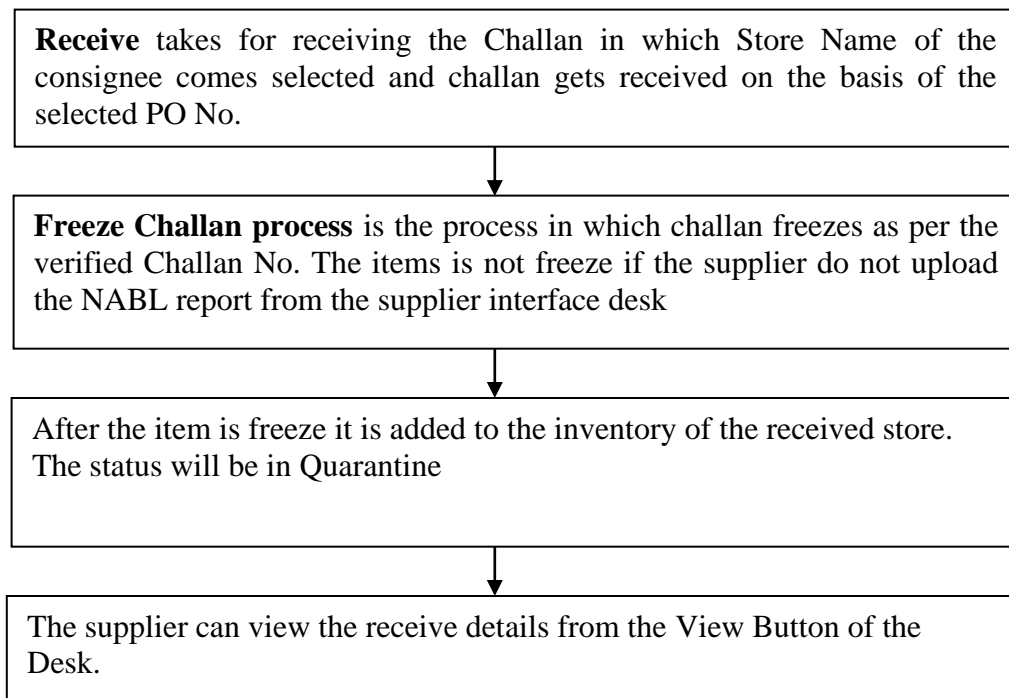 Receive takes for receiving the Challan in which Store Name of the
consignee comes selected and challan gets received on the basis of the
selected PO No.
Freeze Challan process is the process in which challan freezes as per the
verified Challan No. The items is not freeze if the supplier do not upload
the NABL report from the supplier interface desk
After the item is freeze it is added to the inventory of the received store.
The status will be in Quarantine
The supplier can view the receive details from the View Button of the
Desk.